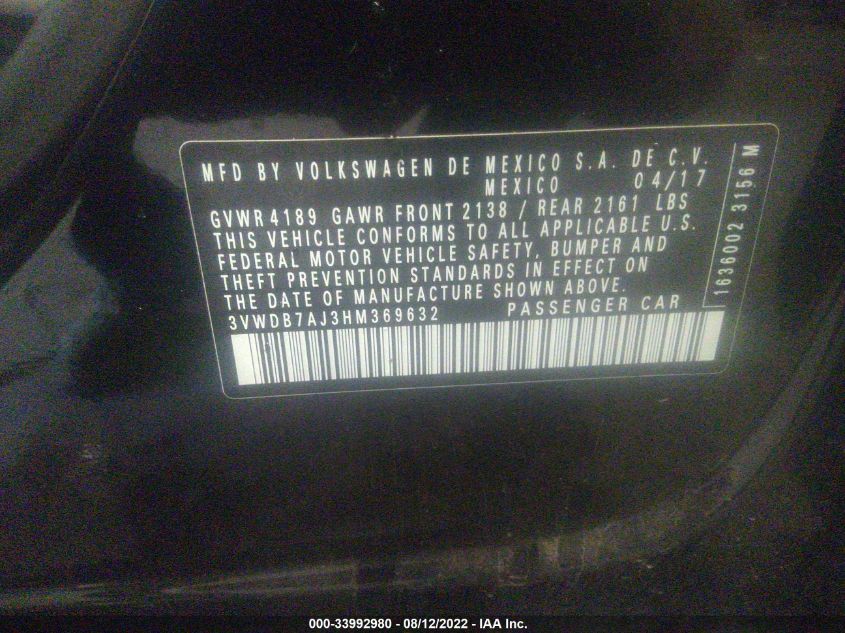 MFD BY VOLKSWAGEN DE MEXICO S.A. DE C.V.
MEXICO 04/17
GVWR 4189 GAWR FRONT 2138 / REAR 2161 LBS
THIS VEHICLE CONFORMS TO ALL APPLICABLE U.S.
FEDERAL MOTOR VEHICLE SAFETY, BUMPER AND
THEFT PREVENTION STANDARDS IN EFFECT ON
THE DATE OF MANUFACTURE SHOWN ABOVE.
3VWDB7AJ3HM369632 PASSENGER CAR
1636002 3156 M
000-33992980 - 08/12/2022 - IAA Inc.